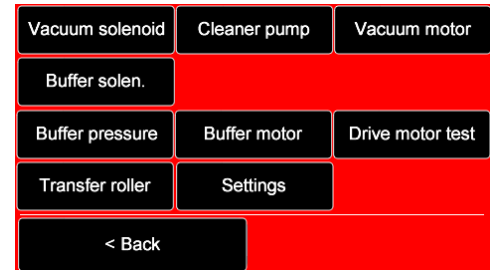 Vacuum solenoid
Cleaner pump
Vacuum motor
Buffer solen.
Buffer pressure
Buffer motor
Drive motor test
Transfer roller
Settings
< Back